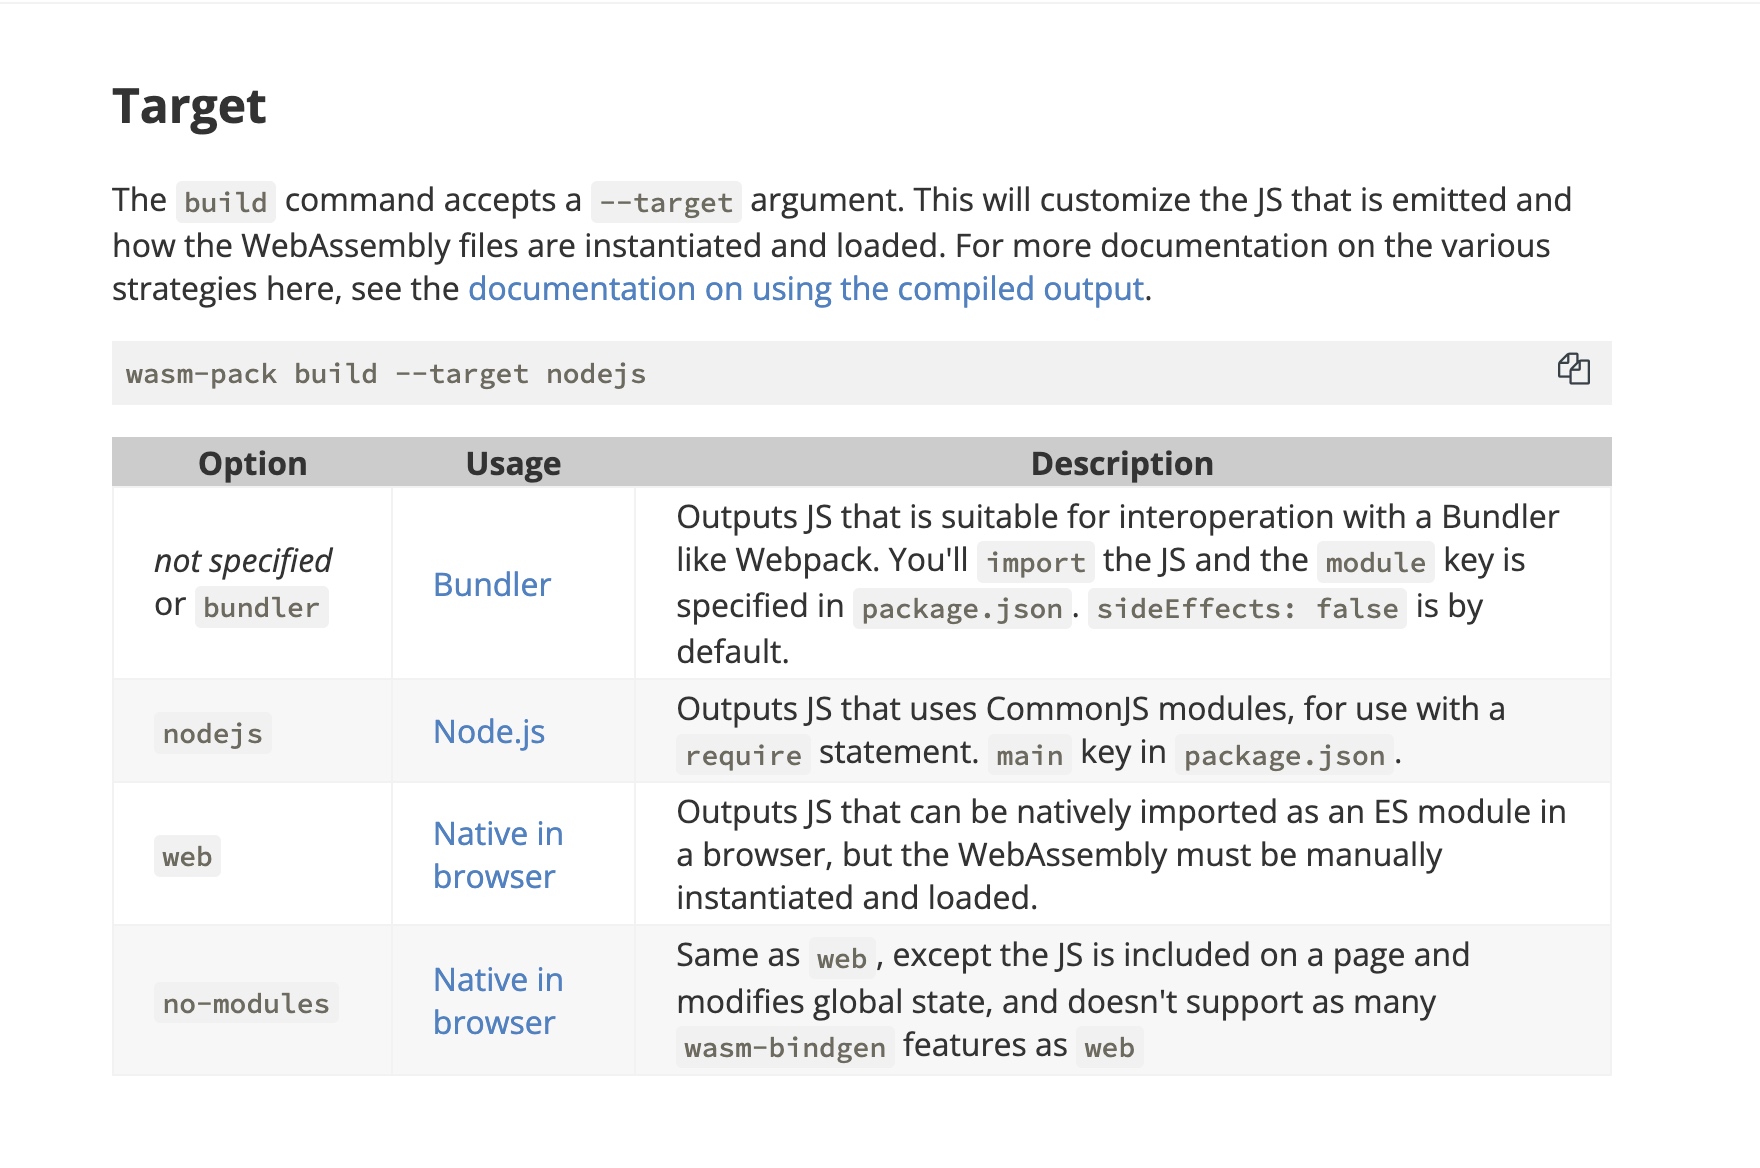 Target
The build command accepts a --target argument. This will customize the JS that is emitted and
how the WebAssembly files are instantiated and loaded. For more documentation on the various
strategies here, see the documentation on using the compiled output.
wasm-pack build --target nodejs
Option Usage Description
not specified
or bundler
Bundler
Outputs JS that is suitable for interoperation with a Bundler
like Webpack. You'll import the JS and the module key is
specified in package.json. sideEffects: false is by
default.
nodejs
Node.js
Outputs JS that uses CommonJS modules, for use with a
require statement. main key in package.json.
web
Native in
browser
Outputs JS that can be natively imported as an ES module in
a browser, but the WebAssembly must be manually
instantiated and loaded.
no-modules
Native in
browser
Same as web, except the JS is included on a page and
modifies global state, and doesn't support as many
wasm-bindgen features as web